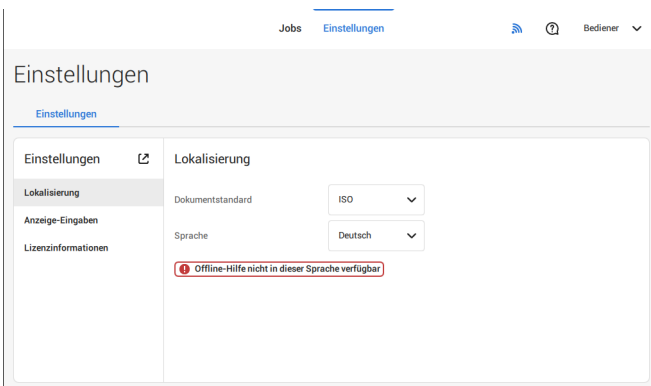 Jobs Einstellungen Bediener
Einstellungen
Einstellungen
Einstellungen
Lokalisierung
Anzeige-Eingaben
Lizenzinformationen
Lokalisierung
Dokumentstandard ISO
Sprache Deutsch
Offline-Hilfe nicht in dieser Sprache verfügbar